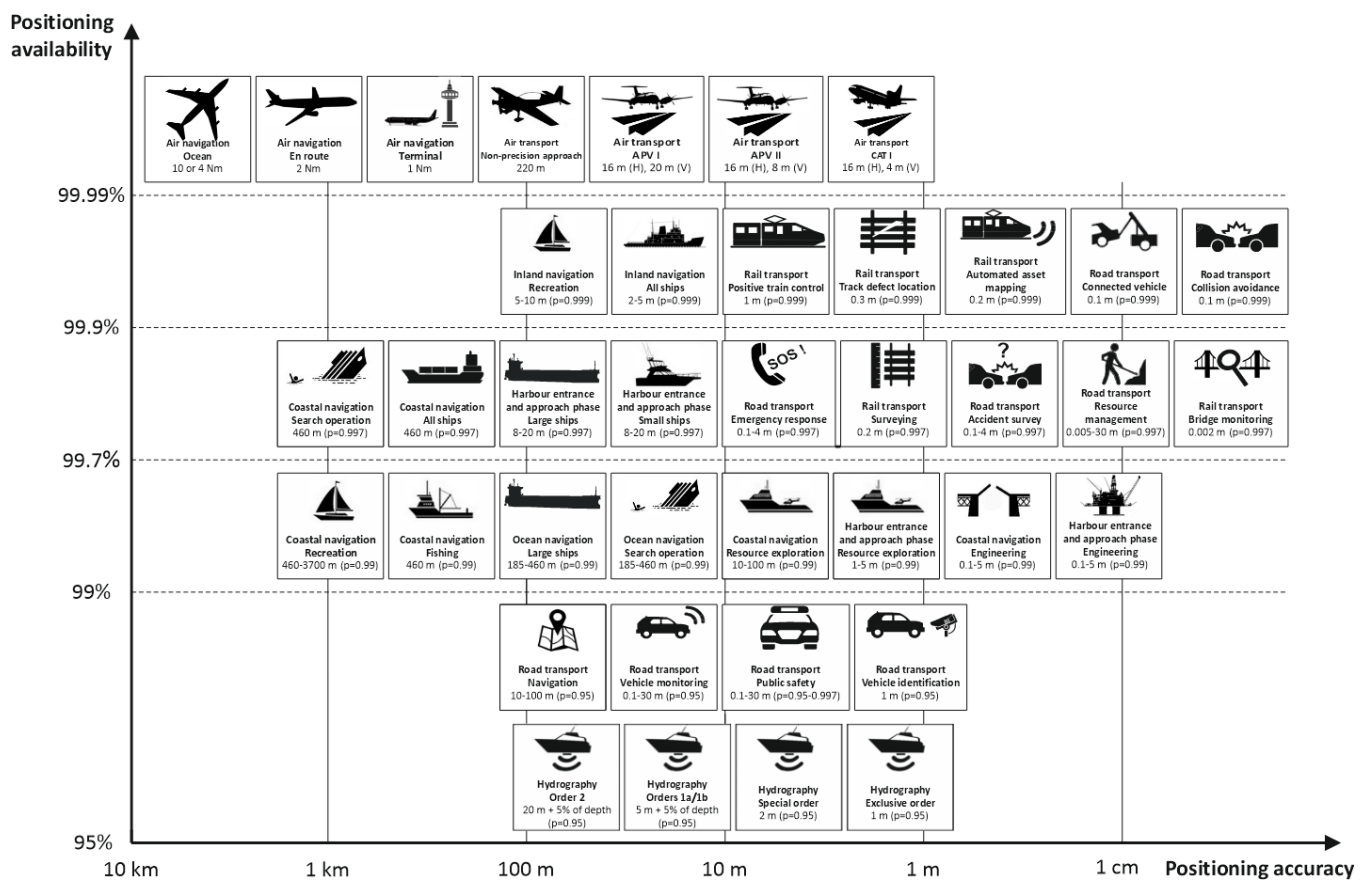 Positioning
availability
Air navigation
Ocean
10 or 4 Nm
Air navigation
En route
2 Nm
Air navigation
Terminal
1 Nm
Air transport
Non-precision approach
220 m
Air transport
APV I
16 m (H), 20 m (V)
Air transport
APV II
16 m (H), 8 m (V)
Air transport
CAT I
16 m (H), 4 m (V)
99.99%
Inland navigation
Recreation
5-10 m (p=0.999)
Inland navigation
All ships
2-5 m (p=0.999)
Rail transport
Positive train control
1 m (p=0.999)
Rail transport
Track defect location
0.3 m (p=0.999)
Rail transport
Automated asset
mapping
0.2 m (p=0.999)
Road transport
Connected vehicle
0.1 m (p=0.999)
Road transport
Collision avoidance
0.1 m (p=0.999)
99.9%
Coastal navigation
Search operation
460 m (p=0.997)
Coastal navigation
All ships
460 m (p=0.997)
Harbour entrance
and approach phase
Large ships
8-20 m (p=0.997)
Harbour entrance
and approach phase
Small ships
8-20 m (p=0.997)
SOS !
Road transport
Emergency response
0.1-4 m (p=0.997)
Rail transport
Surveying
0.2 m (p=0.997)
?
Road transport
Accident survey
0.1-4 m (p=0.997)
Road transport
Resource
management
0.005-30 m (p=0.997)
Rail transport
Bridge monitoring
0.002 m (p=0.997)
99.7%
Coastal navigation
Recreation
460-3700 m (p=0.99)
Coastal navigation
Fishing
460 m (p=0.99)
Ocean navigation
Large ships
185-460 m (p=0.99)
Ocean navigation
Search operation
185-460 m (p=0.99)
Coastal navigation
Resource exploration
10-100 m (p=0.99)
Harbour entrance
and approach phase
Resource exploration
1-5 m (p=0.99)
Coastal navigation
Engineering
0.1-5 m (p=0.99)
Harbour entrance
and approach phase
Engineering
0.1-5 m (p=0.99)
99%
Road transport
Navigation
10-100 m (p=0.95)
Road transport
Vehicle monitoring
0.1-30 m (p=0.95)
Road transport
Public safety
0.1-30 m (p=0.95-0.997)
Road transport
Vehicle identification
1 m (p=0.95)
Hydrography
Order 2
20 m + 5% of depth
(p=0.95)
Hydrography
Orders 1a/1b
5 m + 5% of depth
(p=0.95)
Hydrography
Special order
2 m (p=0.95)
Hydrography
Exclusive order
1 m (p=0.95)
95%
10 km
1 km
100 m
10 m
1 m
1 cm
Positioning accuracy